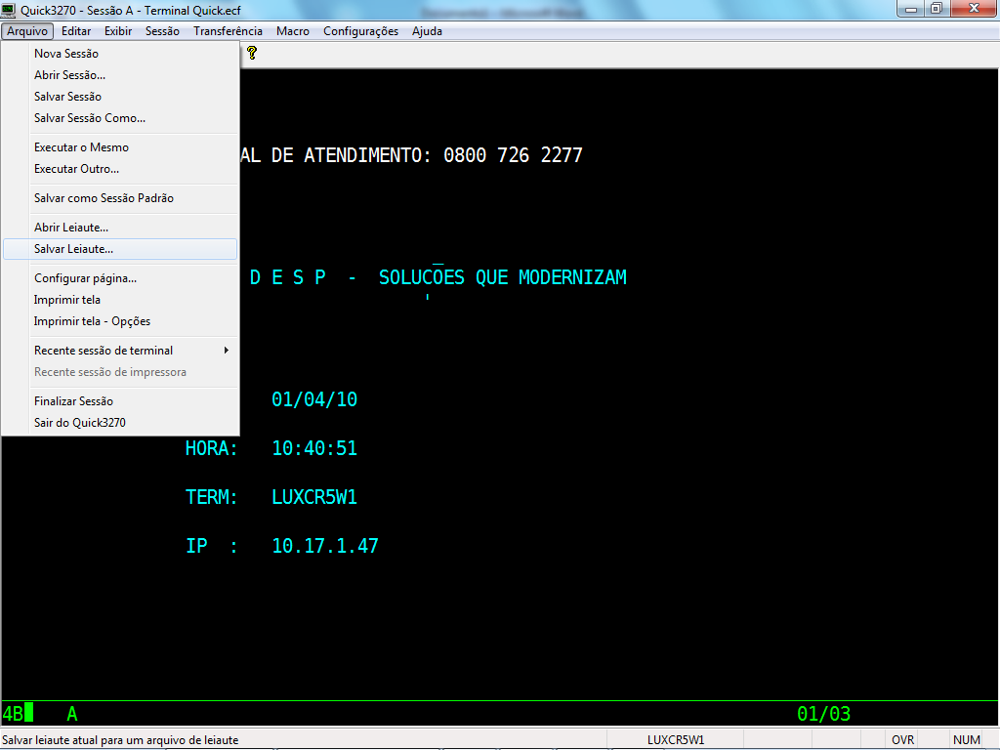 Quick3270 - Sessão A - Terminal Quick.ecf
Arquivo Editar Exibir Sessão Transferência Macro Configurações Ajuda
?
Nova Sessão
Abrir Sessão...
Salvar Sessão
Salvar Sessão Como...
Executar o Mesmo
Executar Outro...
Salvar como Sessão Padrão
Abrir Leiaute...
Salvar Leiaute...
Configurar página...
Imprimir tela
Imprimir tela - Opções
Recente sessão de terminal
Recente sessão de impressora
Finalizar Sessão
Sair do Quick3270
AL DE ATENDIMENTO: 0800 726 2277
D E S P - SOLUCOES QUE MODERNIZAM
01/04/10
HORA: 10:40:51
TERM: LUXCR5W1
IP : 10.17.1.47
4B A 01/03
Salvar leiaute atual para um arquivo de leiaute LUXCR5W1 OVR NUM